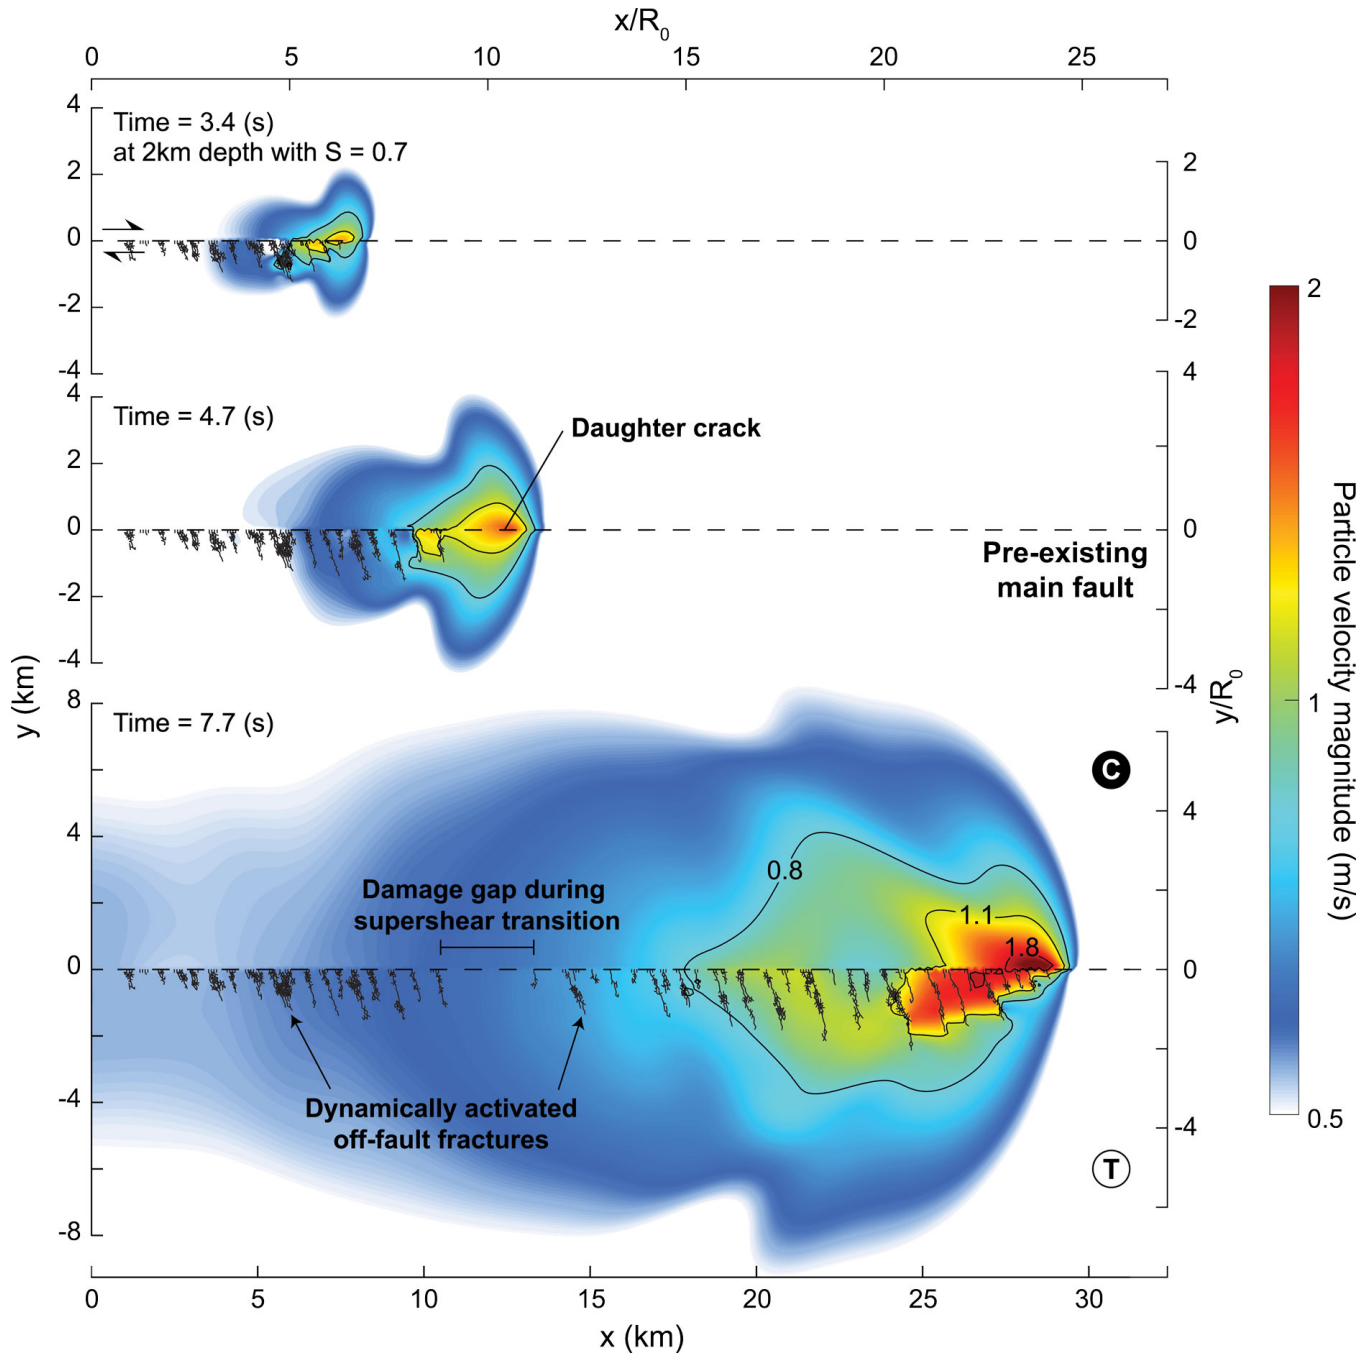 x/R0
0 5 10 15 20 25
4
2
0
-2
-4
Time = 3.4 (s)
at 2km depth with S = 0.7
2
0
-2
4
2
0
-2
-4
Time = 4.7 (s)
Daughter crack
Pre-existing
main fault
4
0
-4
8
4
0
-4
-8
Time = 7.7 (s)
C
0.8
1.1
1.8
Damage gap during
supershear transition
Dynamically activated
off-fault fractures
T
4
0
-4
y (km)
y/R0
0 5 10 15 20 25 30
x (km)
2
1
0.5
Particle velocity magnitude (m/s)